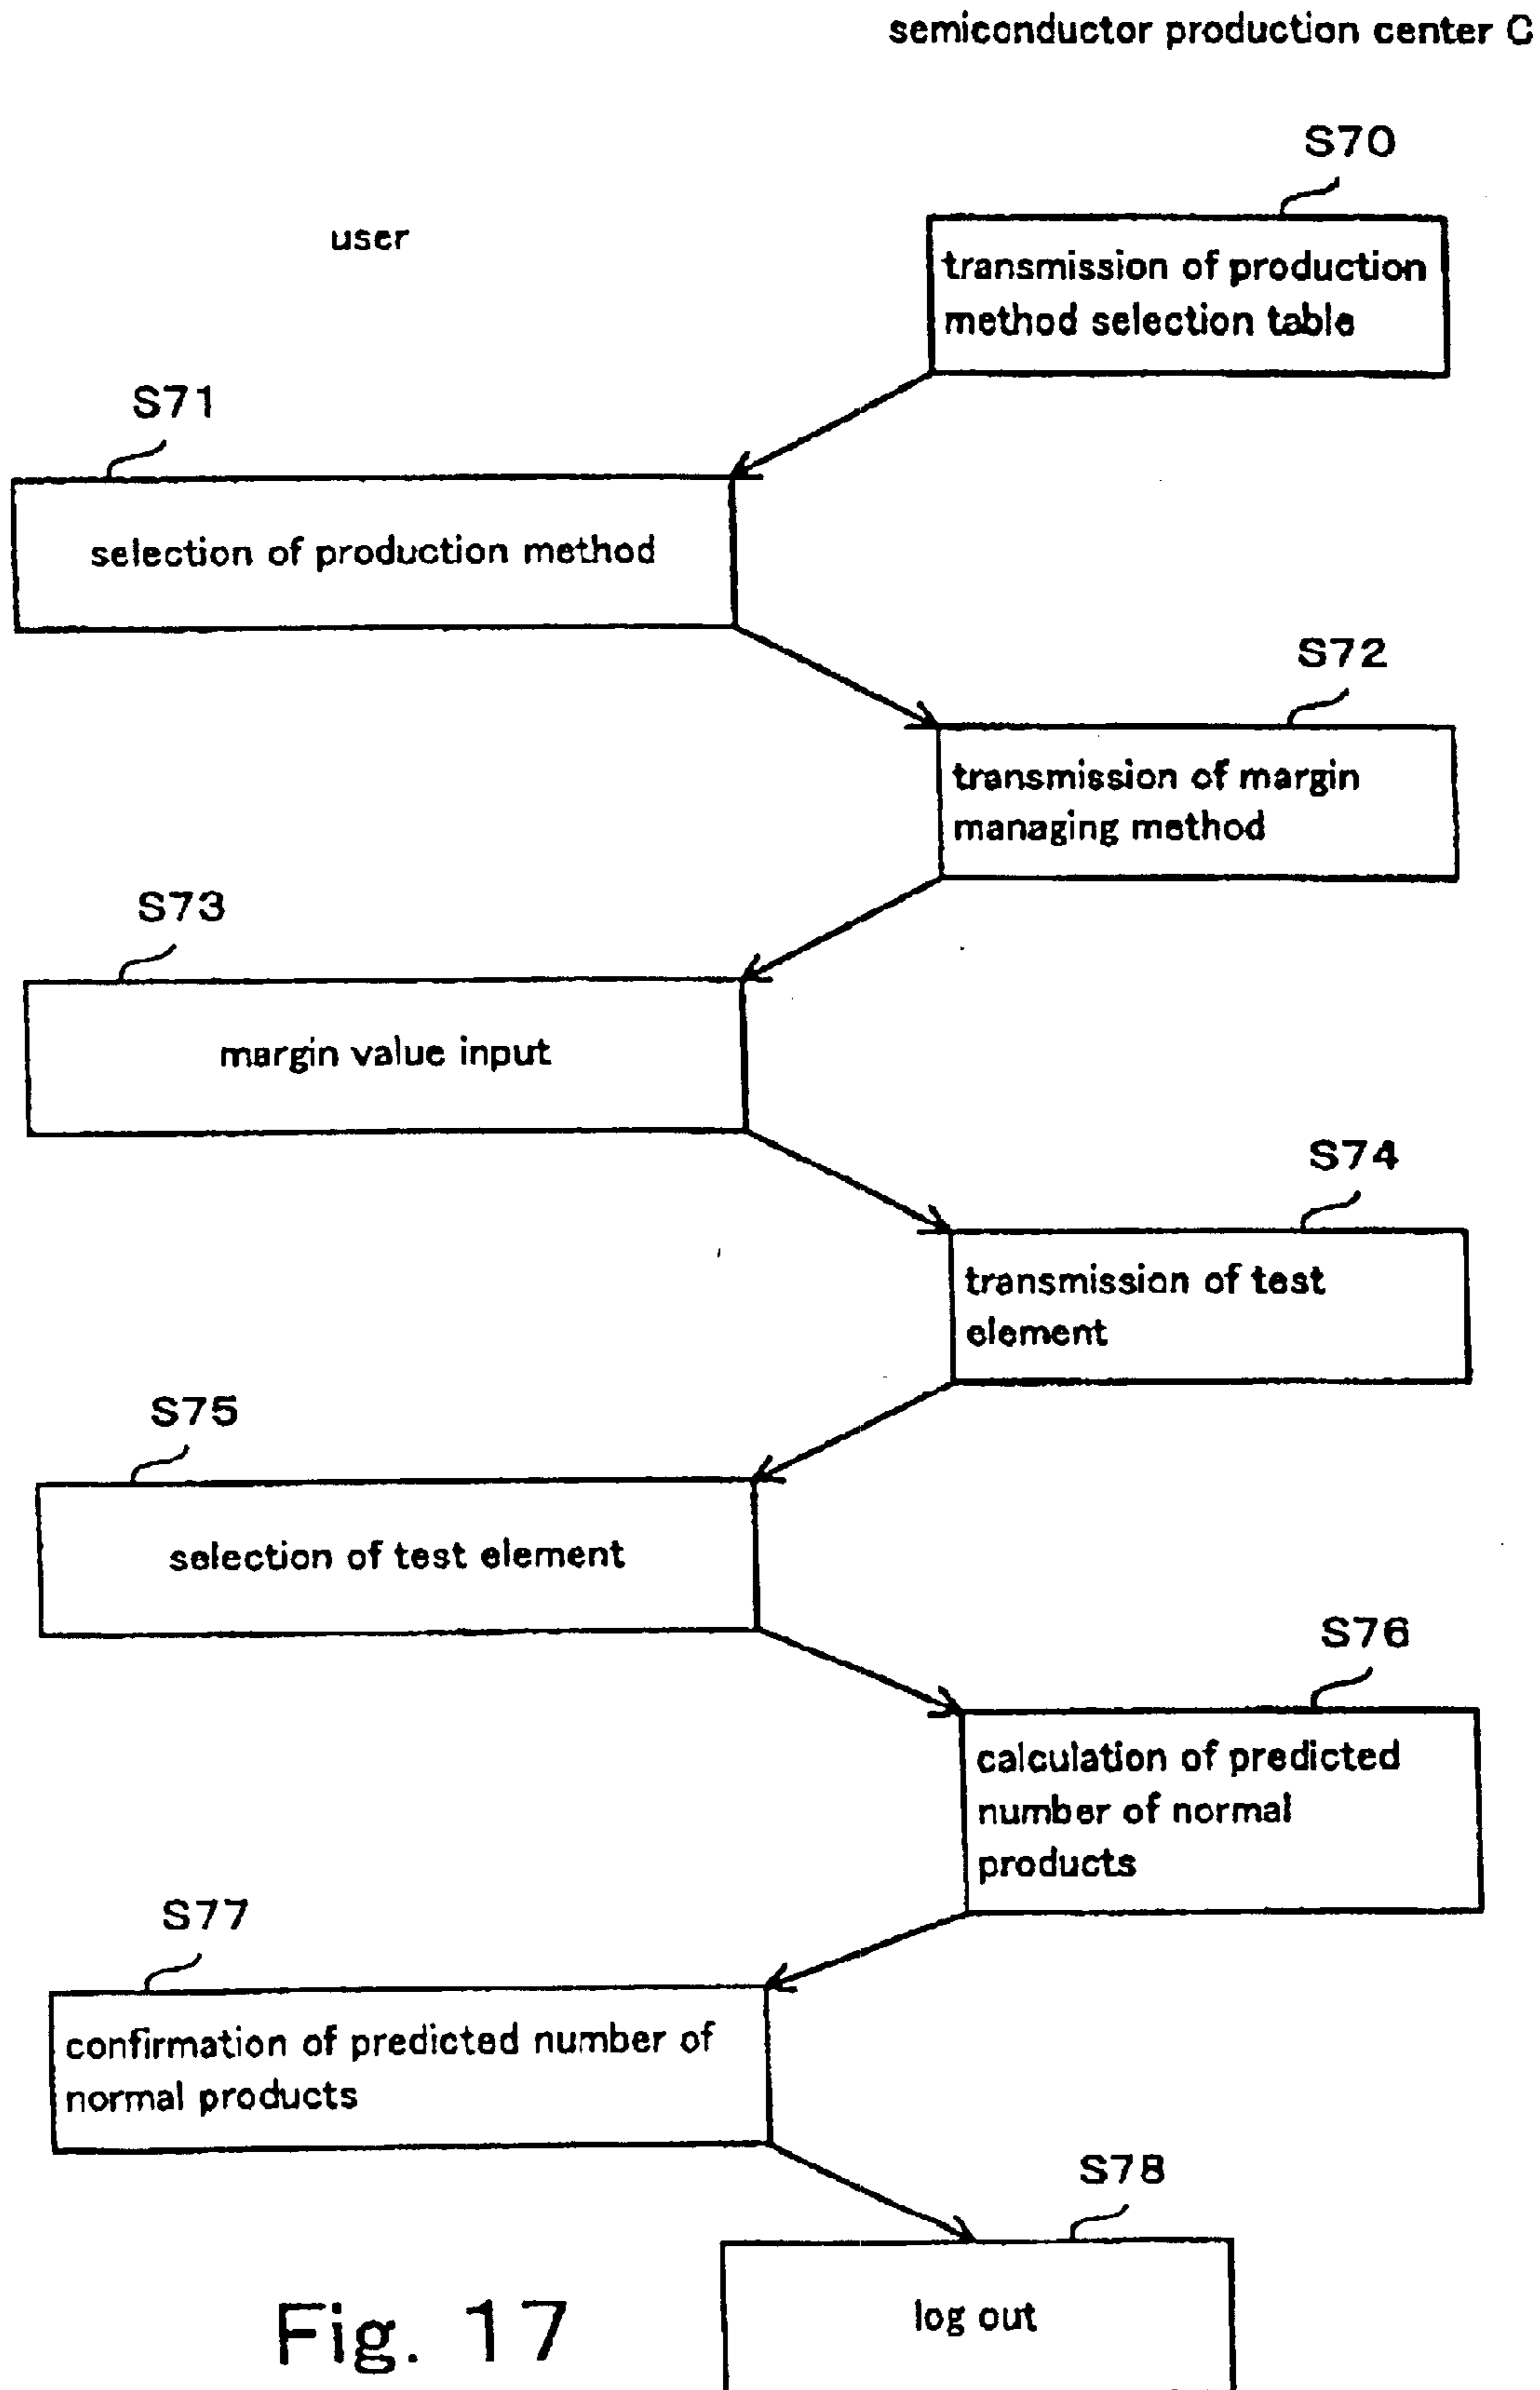 semiconductor production center C
S70
user
transmission of production
method selection table
S71
selection of production method
S72
transmission of margin
managing method
S73
margin value input
S74
transmission of test
element
S75
selection of test element
S76
calculation of predicted
number of normal
products
S77
confirmation of predicted number of
normal products
S78
log out
Fig. 17